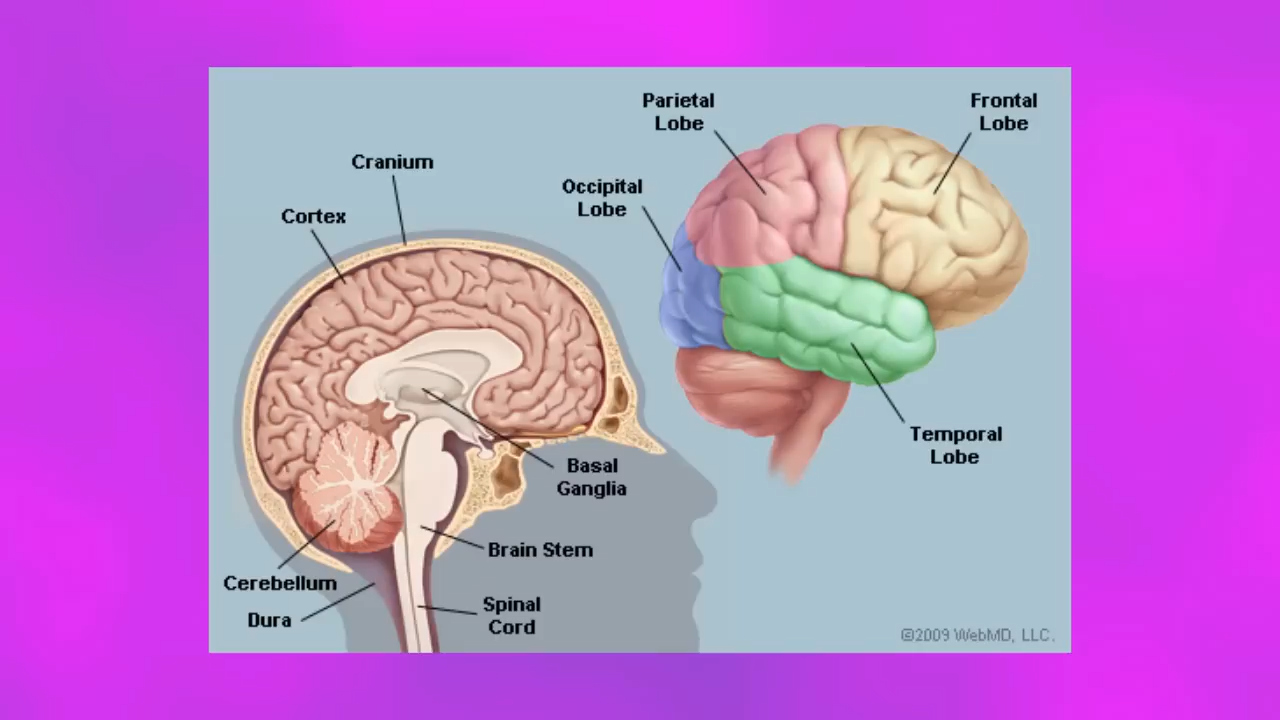 Parietal
Lobe
Frontal
Lobe
Cranium
Occipital
Lobe
Cortex
Temporal
Lobe
Basal
Ganglia
Brain Stem
Cerebellum
Dura
Spinal
Cord
©2009 WebMD, LLC.